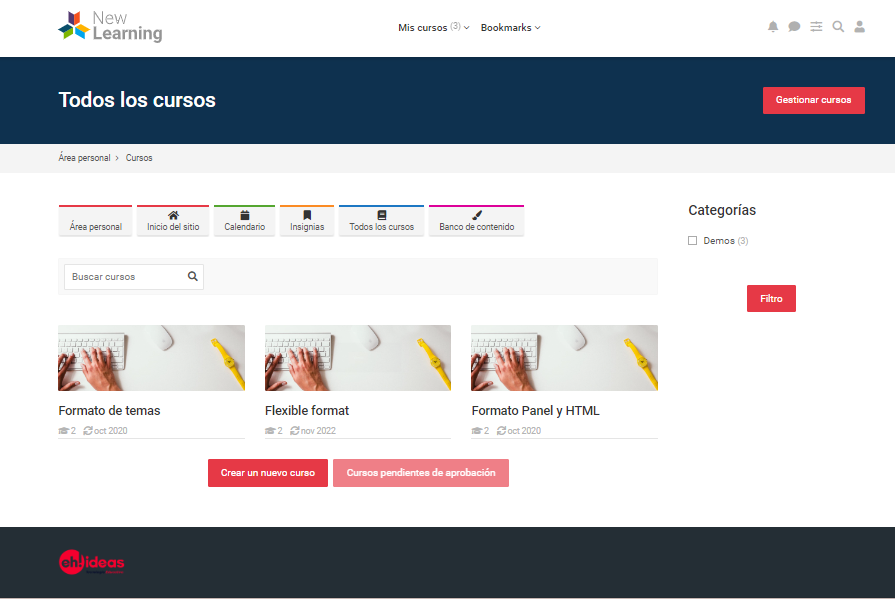 New
Learning
Mis cursos (3)
Bookmarks
Todos los cursos
Gestionar cursos
Área personal
Cursos
Área personal
Inicio del sitio
Calendario
Insignias
Todos los cursos
Banco de contenido
Categorías
Demos (3)
Filtro
Buscar cursos
Formato de temas
2 oct 2020
Flexible format
2 nov 2022
Formato Panel y HTML
2 oct 2020
Crear un nuevo curso
Cursos pendientes de aprobación
eh!ideas